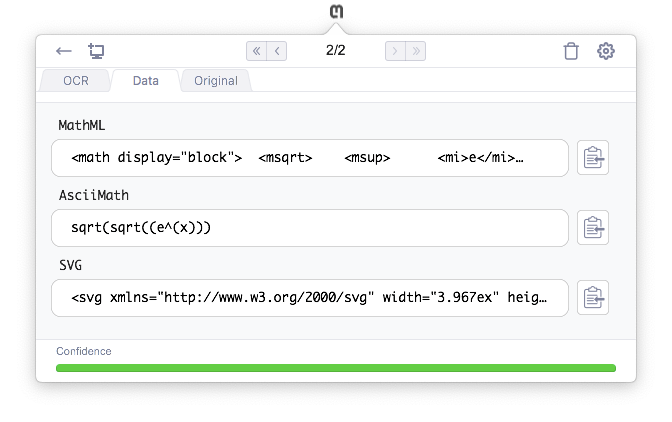 2/2
OCR Data Original
MathML
<math display="block">  <msqrt>    <msup>      <mi>e</mi>…
AsciiMath
sqrt(sqrt((e^(x)))
SVG
<svg xmlns="http://www.w3.org/2000/svg" width="3.967ex" heig…
Confidence